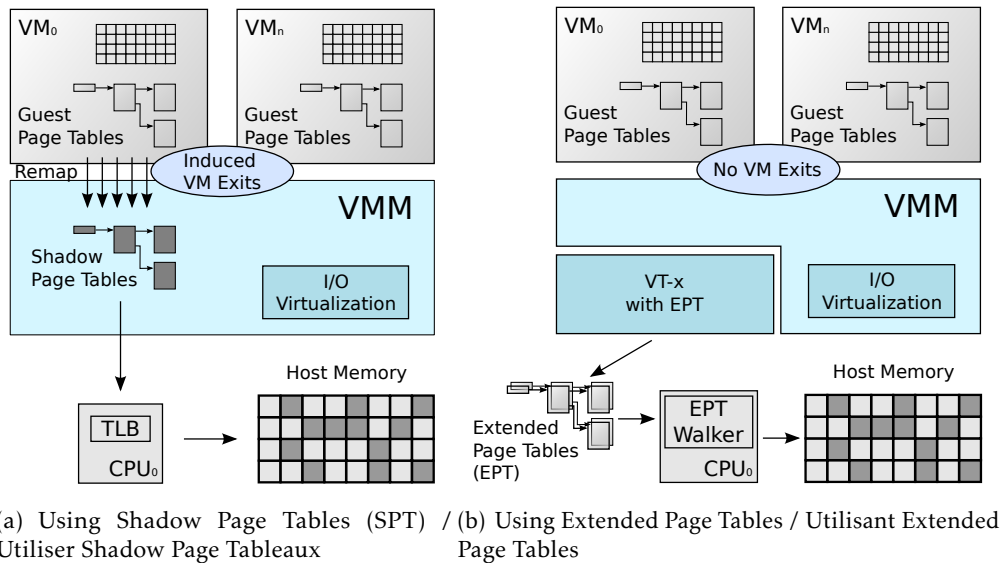 VM₀
VMₙ
Guest
Page Tables
Guest
Page Tables
Remap
Induced
VM Exits
VMM
Shadow
Page Tables
I/O
Virtualization
Host Memory
TLB
CPU₀
VM₀
VMₙ
Guest
Page Tables
Guest
Page Tables
No VM Exits
VMM
VT-x
with EPT
I/O
Virtualization
Host Memory
Extended
Page Tables
(EPT)
EPT
Walker
CPU₀
a) Using Shadow Page Tables (SPT) /
Utiliser Shadow Page Tableaux
(b) Using Extended Page Tables / Utilisant Extended
Page Tables